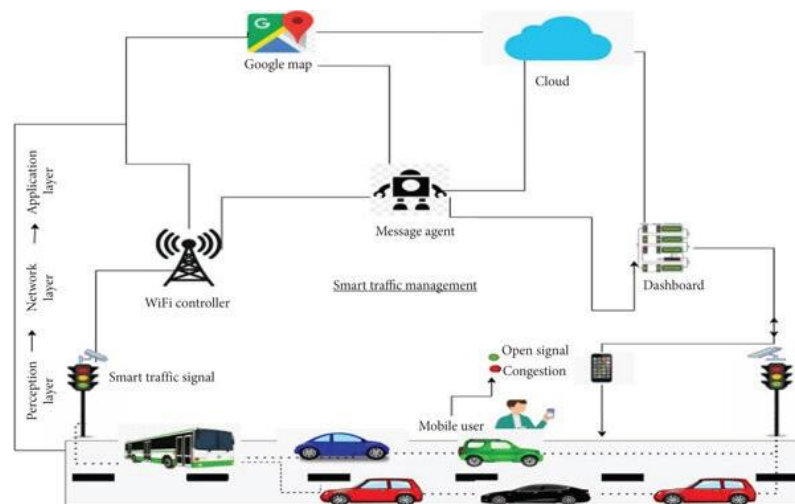 Google map
Cloud
Message agent
WiFi controller
Smart traffic management
Dashboard
Perception
layer
Network
layer
Application
layer
Smart traffic signal
Open signal
Congestion
Mobile user